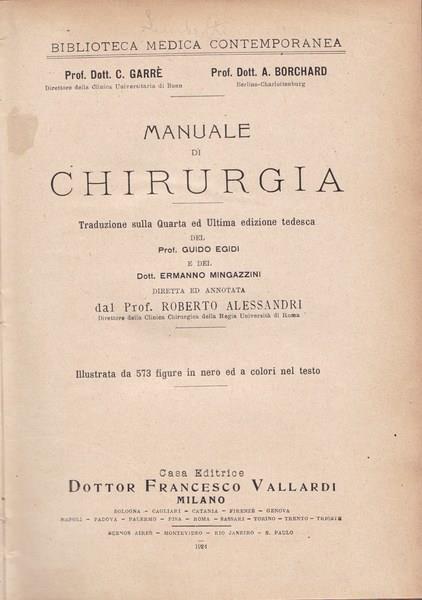 BIBLIOTECA MEDICA CONTEMPORANEA
Prof. Dott. C. GARRÈ
Direttore della Clinica Universitaria di Bonn
Prof. Dott. A. BORCHARD
Berlino-Charlottenburg
MANUALE
DI
CHIRURGIA
Traduzione sulla Quarta ed Ultima edizione tedesca
DEL
Prof. GUIDO EGIDI
E DEL
Dott. ERMANNO MINGAZZINI
DIRETTA ED ANNOTATA
dal Prof. ROBERTO ALESSANDRI
Direttore della Clinica Chirurgica della Regia Università di Roma
Illustrata da 573 figure in nero ed a colori nel testo
Casa Editrice
DOTTOR FRANCESCO VALLARDI
MILANO
BOLOGNA - CAGLIARI - CATANIA - FIRENZE - GENOVA
NAPOLI - PADOVA - PALERMO - PISA - ROMA - SASSARI - TORINO - TRENTO - TRIESTE
BUENOS AIRES - MONTEVIDEO - RIO JANEIRO - S. PAULO
1924